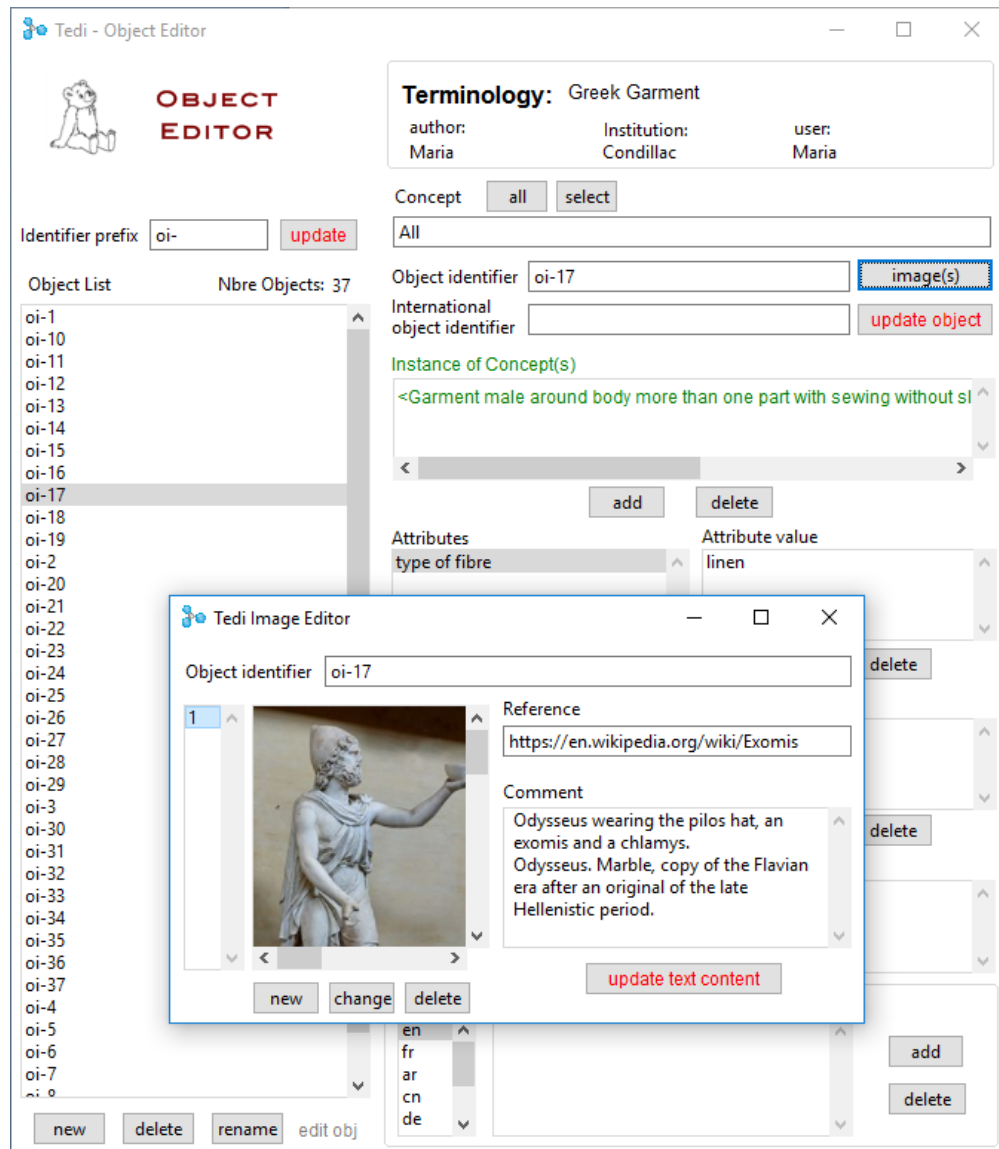 Tedi - Object Editor
OBJECT
EDITOR
Terminology: Greek Garment
author: Institution: user:
Maria Condillac Maria
Concept all select
Identifier prefix oi- update
All
Object List Nbre Objects: 37
Object identifier oi-17 image(s)
International
object identifier update object
Instance of Concept(s)
<Garment male around body more than one part with sewing without sl
add delete
Attributes Attribute value
type of fibre linen
oi-1
oi-10
oi-11
oi-12
oi-13
oi-14
oi-15
oi-16
oi-17
oi-18
oi-19
oi-2
oi-20
oi-21
oi-22
oi-23
oi-24
oi-25
oi-26
oi-27
oi-28
oi-29
oi-3
oi-30
oi-31
oi-32
oi-33
oi-34
oi-35
oi-36
oi-37
oi-4
oi-5
oi-6
oi-7
oi-8
new delete rename edit obj
Tedi Image Editor
Object identifier oi-17
1
Reference
https://en.wikipedia.org/wiki/Exomis
Comment
Odysseus wearing the pilos hat, an
exomis and a chlamys.
Odysseus. Marble, copy of the Flavian
era after an original of the late
Hellenistic period.
update text content
new change delete
delete
delete
en
fr
ar
cn
de
add
delete